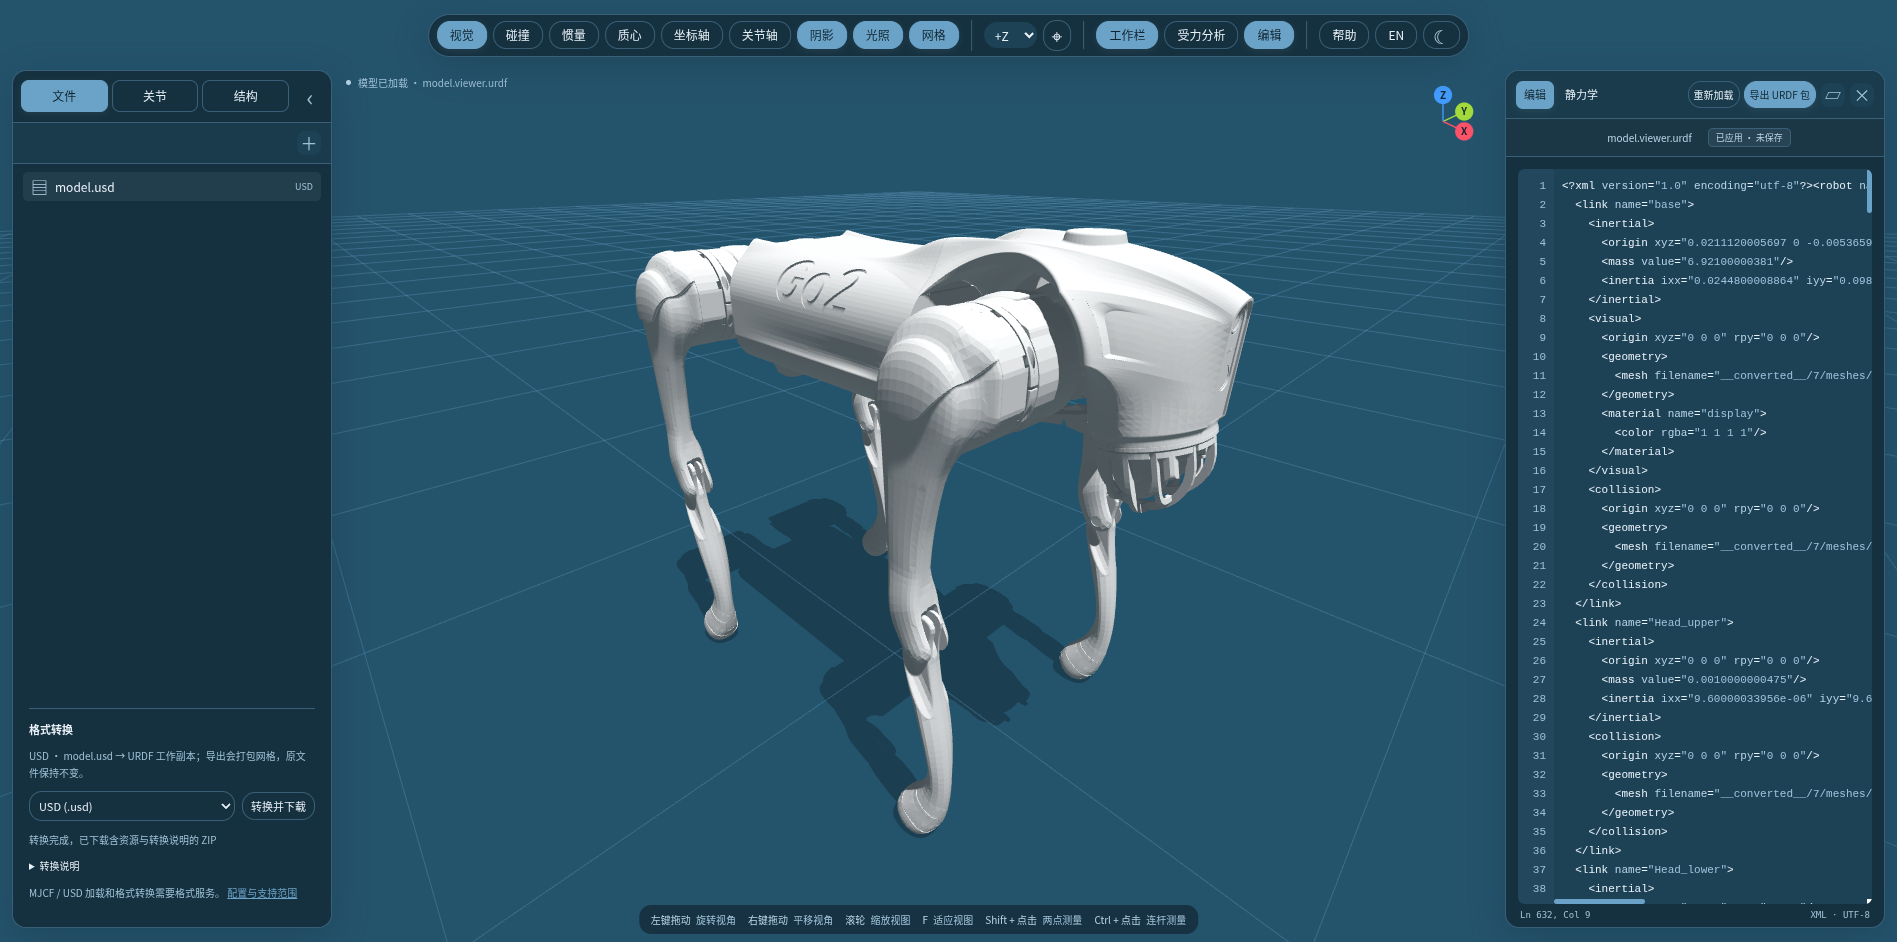 视觉 碰撞 惯量 质心 坐标轴 关节轴 阴影 光照 网格 +Z 工作栏 受力分析 编辑 帮助 EN
文件 关节 结构
model.usd USD
格式转换
USD · model.usd → URDF 工作副本；导出会打包网格，原文
件保持不变。
USD (.usd) 转换并下载
转换完成，已下载含资源与转换说明的 ZIP
转换说明
MJCF / USD 加载和格式转换需要格式服务。 配置与支持范围
模型已加载 · model.viewer.urdf
Go2
Z
Y
X
左键拖动 旋转视角 右键拖动 平移视角 滚轮 缩放视图 F 适应视图 Shift + 点击 两点测量 Ctrl + 点击 连杆测量
编辑 静力学 重新加载 导出 URDF 包
model.viewer.urdf 已应用 · 未保存
1 <?xml version="1.0" encoding="utf-8"?><robot n
2 <link name="base">
3 <inertial>
4 <origin xyz="0.0211120005697 0 -0.0053659
5 <mass value="6.92100000381"/>
6 <inertia ixx="0.0244800008864" iyy="0.098
7 </inertial>
8 <visual>
9 <origin xyz="0 0 0" rpy="0 0 0"/>
10 <geometry>
11 <mesh filename="__converted__/7/meshes/
12 </geometry>
13 <material name="display">
14 <color rgba="1 1 1 1"/>
15 </material>
16 </visual>
17 <collision>
18 <origin xyz="0 0 0" rpy="0 0 0"/>
19 <geometry>
20 <mesh filename="__converted__/7/meshes/
21 </geometry>
22 </collision>
23 </link>
24 <link name="Head_upper">
25 <inertial>
26 <origin xyz="0 0 0" rpy="0 0 0"/>
27 <mass value="0.0010000000475"/>
28 <inertia ixx="9.60000033956e-06" iyy="9.6
29 </inertial>
30 <collision>
31 <origin xyz="0 0 0" rpy="0 0 0"/>
32 <geometry>
33 <mesh filename="__converted__/7/meshes/
34 </geometry>
35 </collision>
36 </link>
37 <link name="Head_lower">
38 <inertial>
Ln 632, Col 9 XML · UTF-8